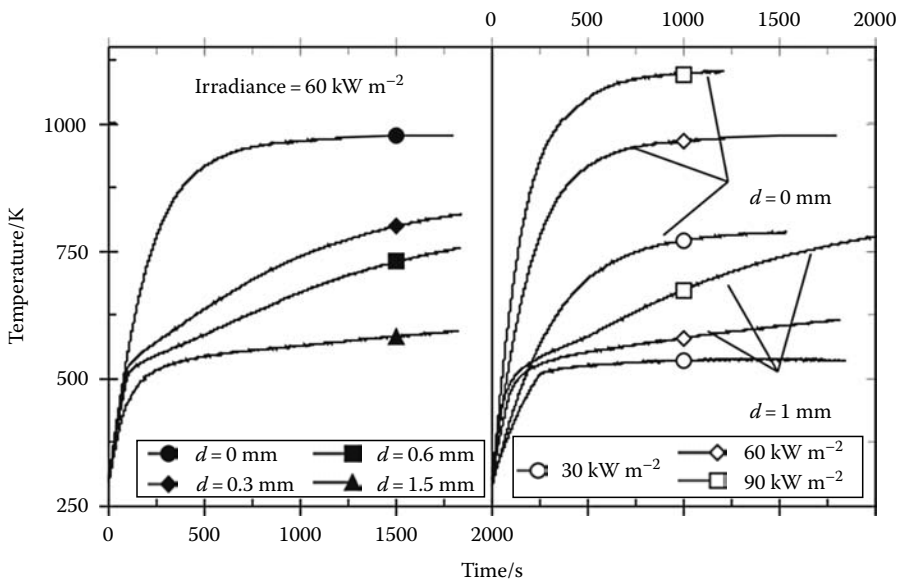 0 500 1000 1500 2000
Irradiance = 60 kW m⁻²
1000
d = 0 mm
750
Temperature/K
500
d = 1 mm
d = 0 mm d = 0.6 mm
d = 0.3 mm d = 1.5 mm
30 kW m⁻² 60 kW m⁻²
90 kW m⁻²
250
0 500 1000 1500 2000
Time/s